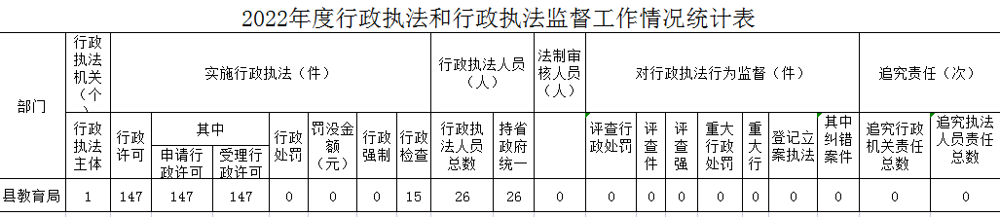 2022年度行政执法和行政执法监督工作情况统计表
部门
行政
执法
机关
（个
）
实施行政执法（件）
行政执法人员
（人）
法制审
核人员
（人）
对行政执法行为监督（件）
追究责任（次）
行政
执法
主体
行政
许可
其中
申请行
政许可
受理行
政许可
行政
处罚
罚没金
额
（元）
行政
强制
行政
检查
行政执
法人员
总数
持省
政府
统一
评查行
政处罚
评
查
件
评
查
强
重大
行政
处罚
重
大
行
登记立
案执法
其中
纠错
案件
追究行政
机关责任
总数
追究执法
人员责任
总数
县教育局 1 147 147 147 0 0 0 15 26 26 0 0 0 0 0 0 0 0 0 0